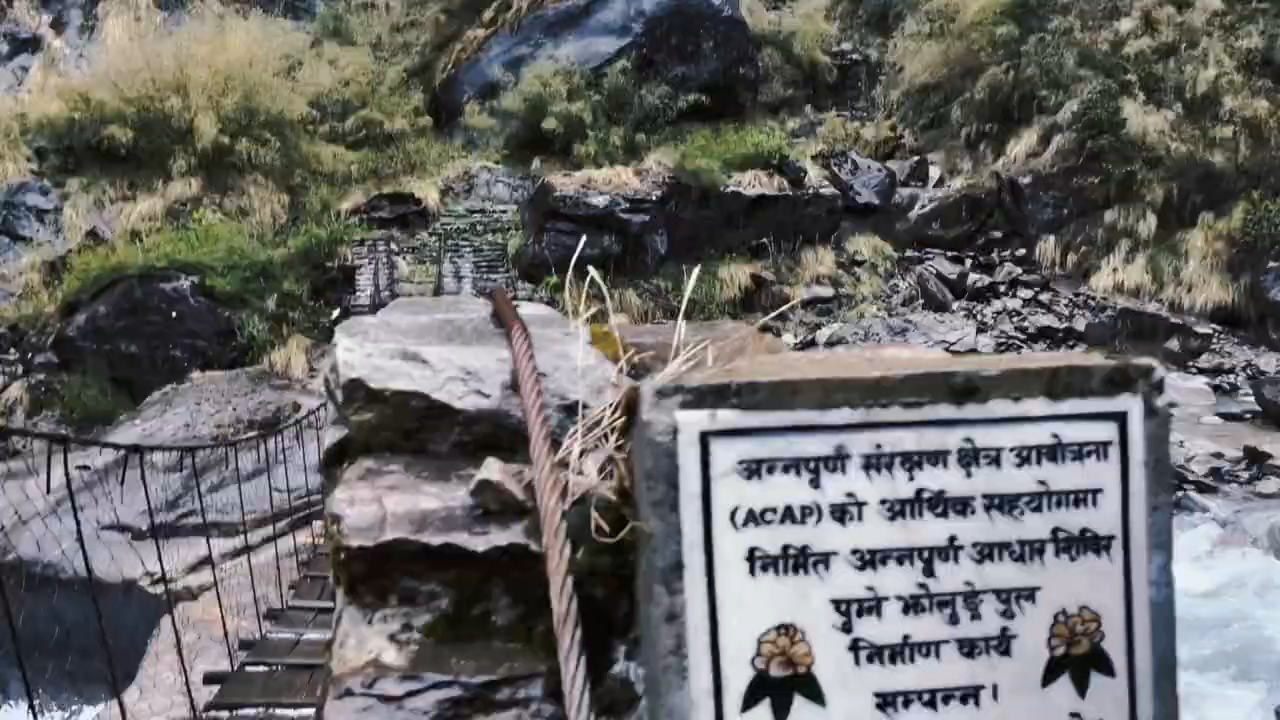 अन्नपूर्ण संरक्षण क्षेत्र आयोजना
(ACAP) को आर्थिक सहयोगमा
निर्मित अन्नपूर्ण आधार शिविर
पुग्ने झोलुङ्गे पुल
निर्माण कार्य
सम्पन्न।